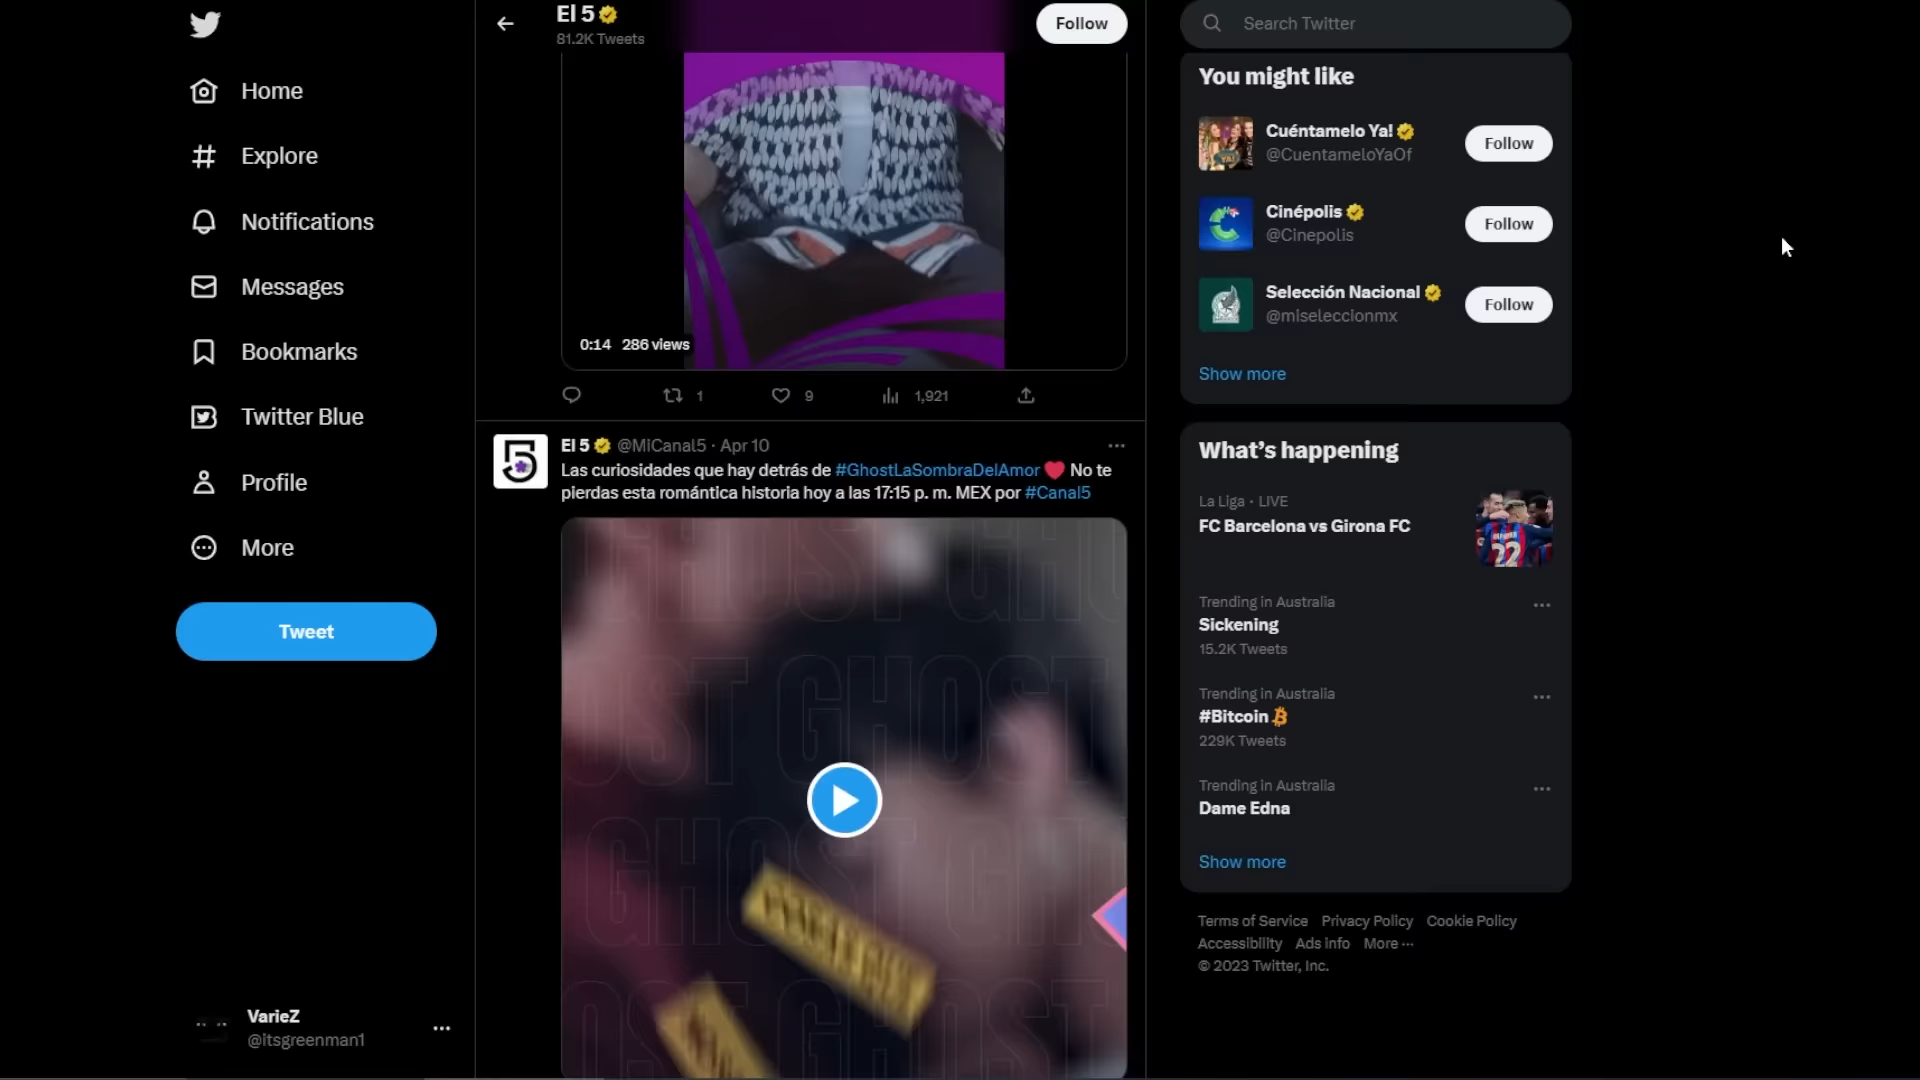 Home
Explore
Notifications
Messages
Bookmarks
Twitter Blue
Profile
More
Tweet
VarieZ
@itsgreenman1
El 5
81.2K Tweets
Follow
0:14 286 views
1 9 1,921
El 5 @MiCanal5 · Apr 10
Las curiosidades que hay detrás de #GhostLaSombraDelAmor ❤️ No te
pierdas esta romántica historia hoy a las 17:15 p. m. MEX por #Canal5
GHOST
Search Twitter
You might like
Cuéntamelo Ya!
@CuentameloYaOf
Follow
Cinépolis
@Cinepolis
Follow
Selección Nacional
@miseleccionmx
Follow
Show more
What's happening
La Liga · LIVE
FC Barcelona vs Girona FC
22
Trending in Australia
Sickening
15.2K Tweets
Trending in Australia
#Bitcoin
229K Tweets
Trending in Australia
Dame Edna
Show more
Terms of Service Privacy Policy Cookie Policy
Accessibility Ads info More ···
© 2023 Twitter, Inc.